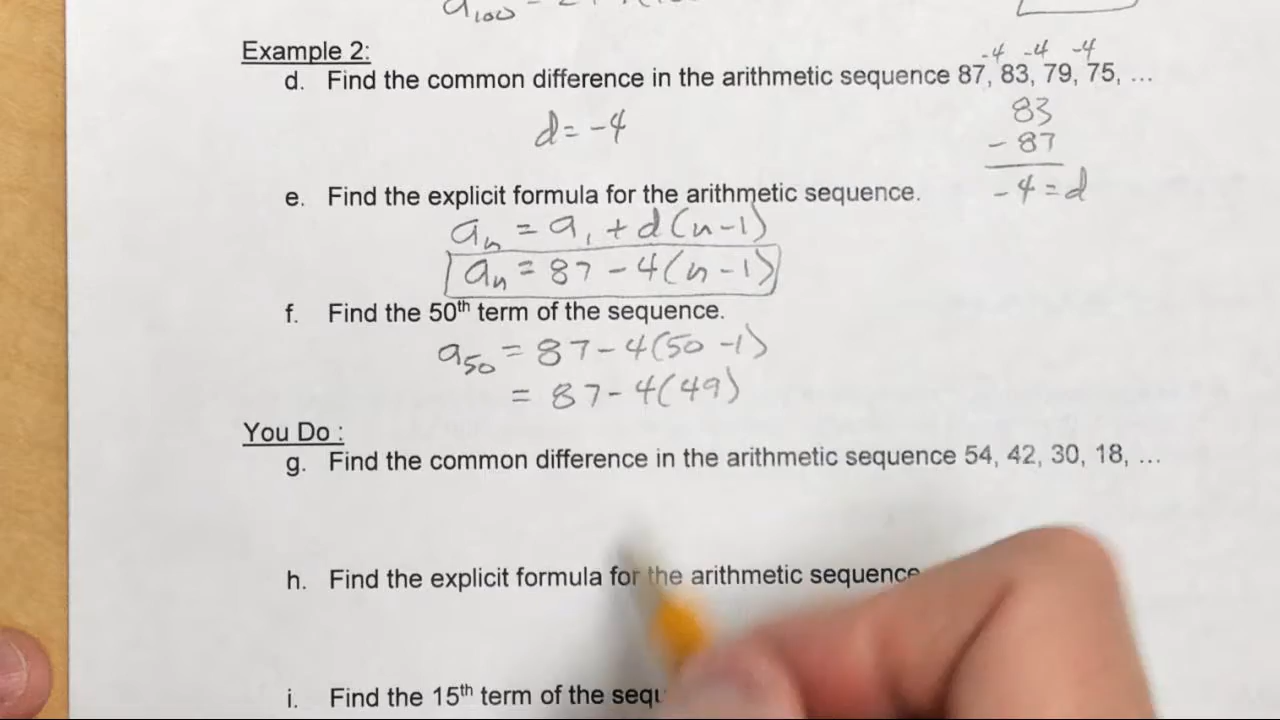 a100
Example 2:
-4 -4 -4
d. Find the common difference in the arithmetic sequence 87, 83, 79, 75, ...
d = -4
83
- 87
-4 = d
e. Find the explicit formula for the arithmetic sequence.
an = a1 + d(n-1)
an = 87 - 4(n-1)
f. Find the 50th term of the sequence.
a50 = 87-4(50-1)
= 87-4(49)
You Do :
g. Find the common difference in the arithmetic sequence 54, 42, 30, 18, ...
h. Find the explicit formula for the arithmetic sequence
i. Find the 15th term of the